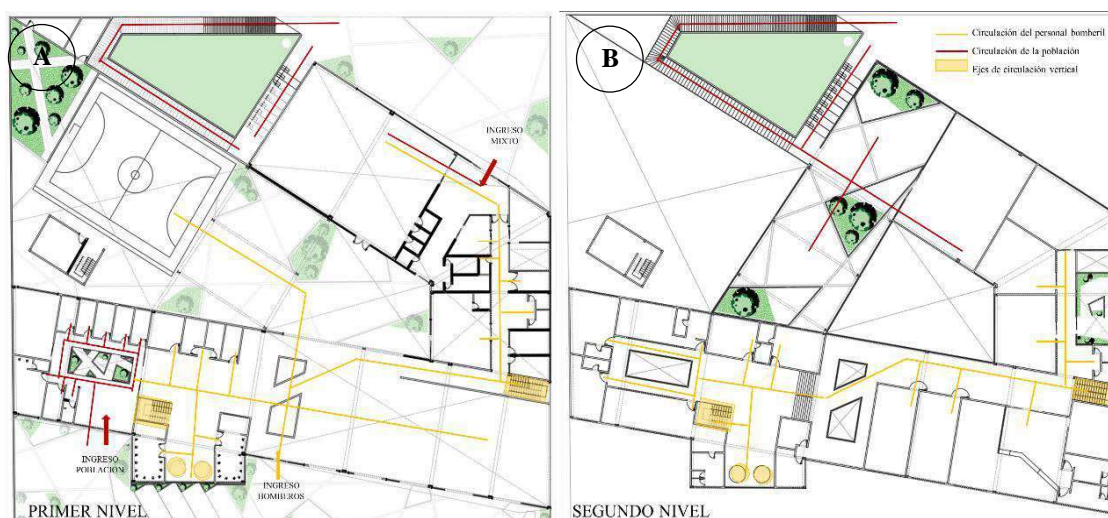 A
INGRESO
MIXTO
INGRESO
POBLACION
INGRESO
BOMBEROS
PRIMER NIVEL
B
Circulación del personal bomberil
Circulación de la población
Ejes de circulación vertical
SEGUNDO NIVEL